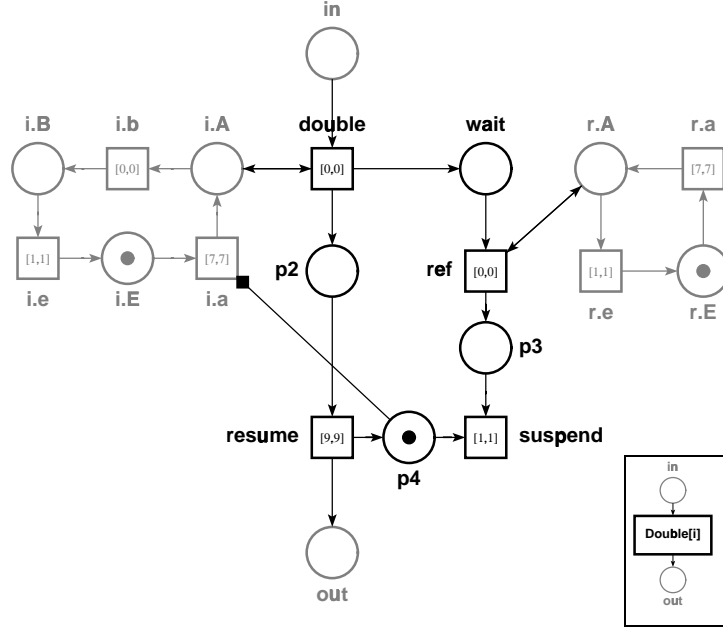 in
i.B i.b i.A double wait r.A r.a
[0,0] [0,0] [7,7]
[1,1] [7,7] p2 ref [0,0] [1,1]
i.e i.E i.a r.e r.E
p3
resume [9,9] [1,1] suspend
p4
in
Double[i]
out
out